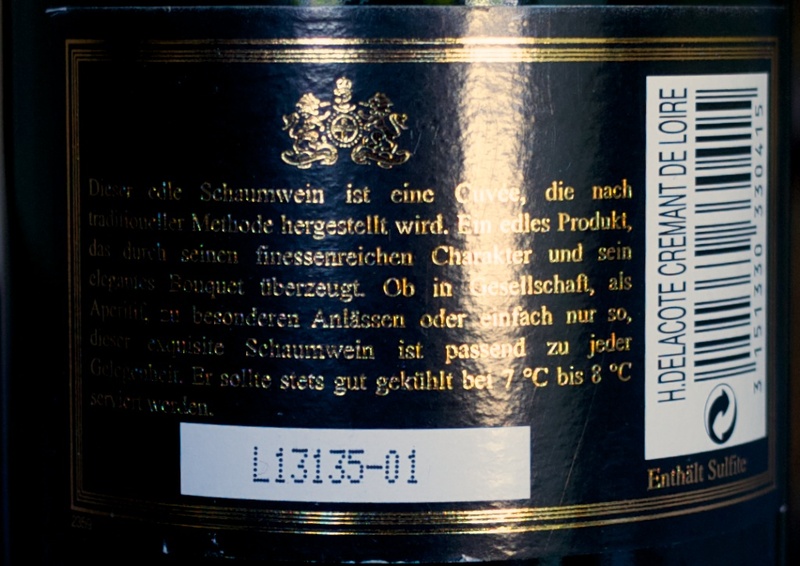 Dieser edle Schaumwein ist eine Cuvée, die nach
traditioneller Methode hergestellt wird. Ein edles Produkt,
das durch seinen finessenreichen Charakter und sein
elegantes Bouquet überzeugt. Ob in Gesellschaft, als
Aperitif, zu besonderen Anlässen oder einfach nur so,
dieser exquisite Schaumwein ist passend zu jeder
Gelegenheit. Er sollte stets gut gekühlt bei 7 °C bis 8 °C
serviert werden.
L13135-01
H.DELACOTE CREMANT DE LOIRE
3 151330 330415
Enthält Sulfite